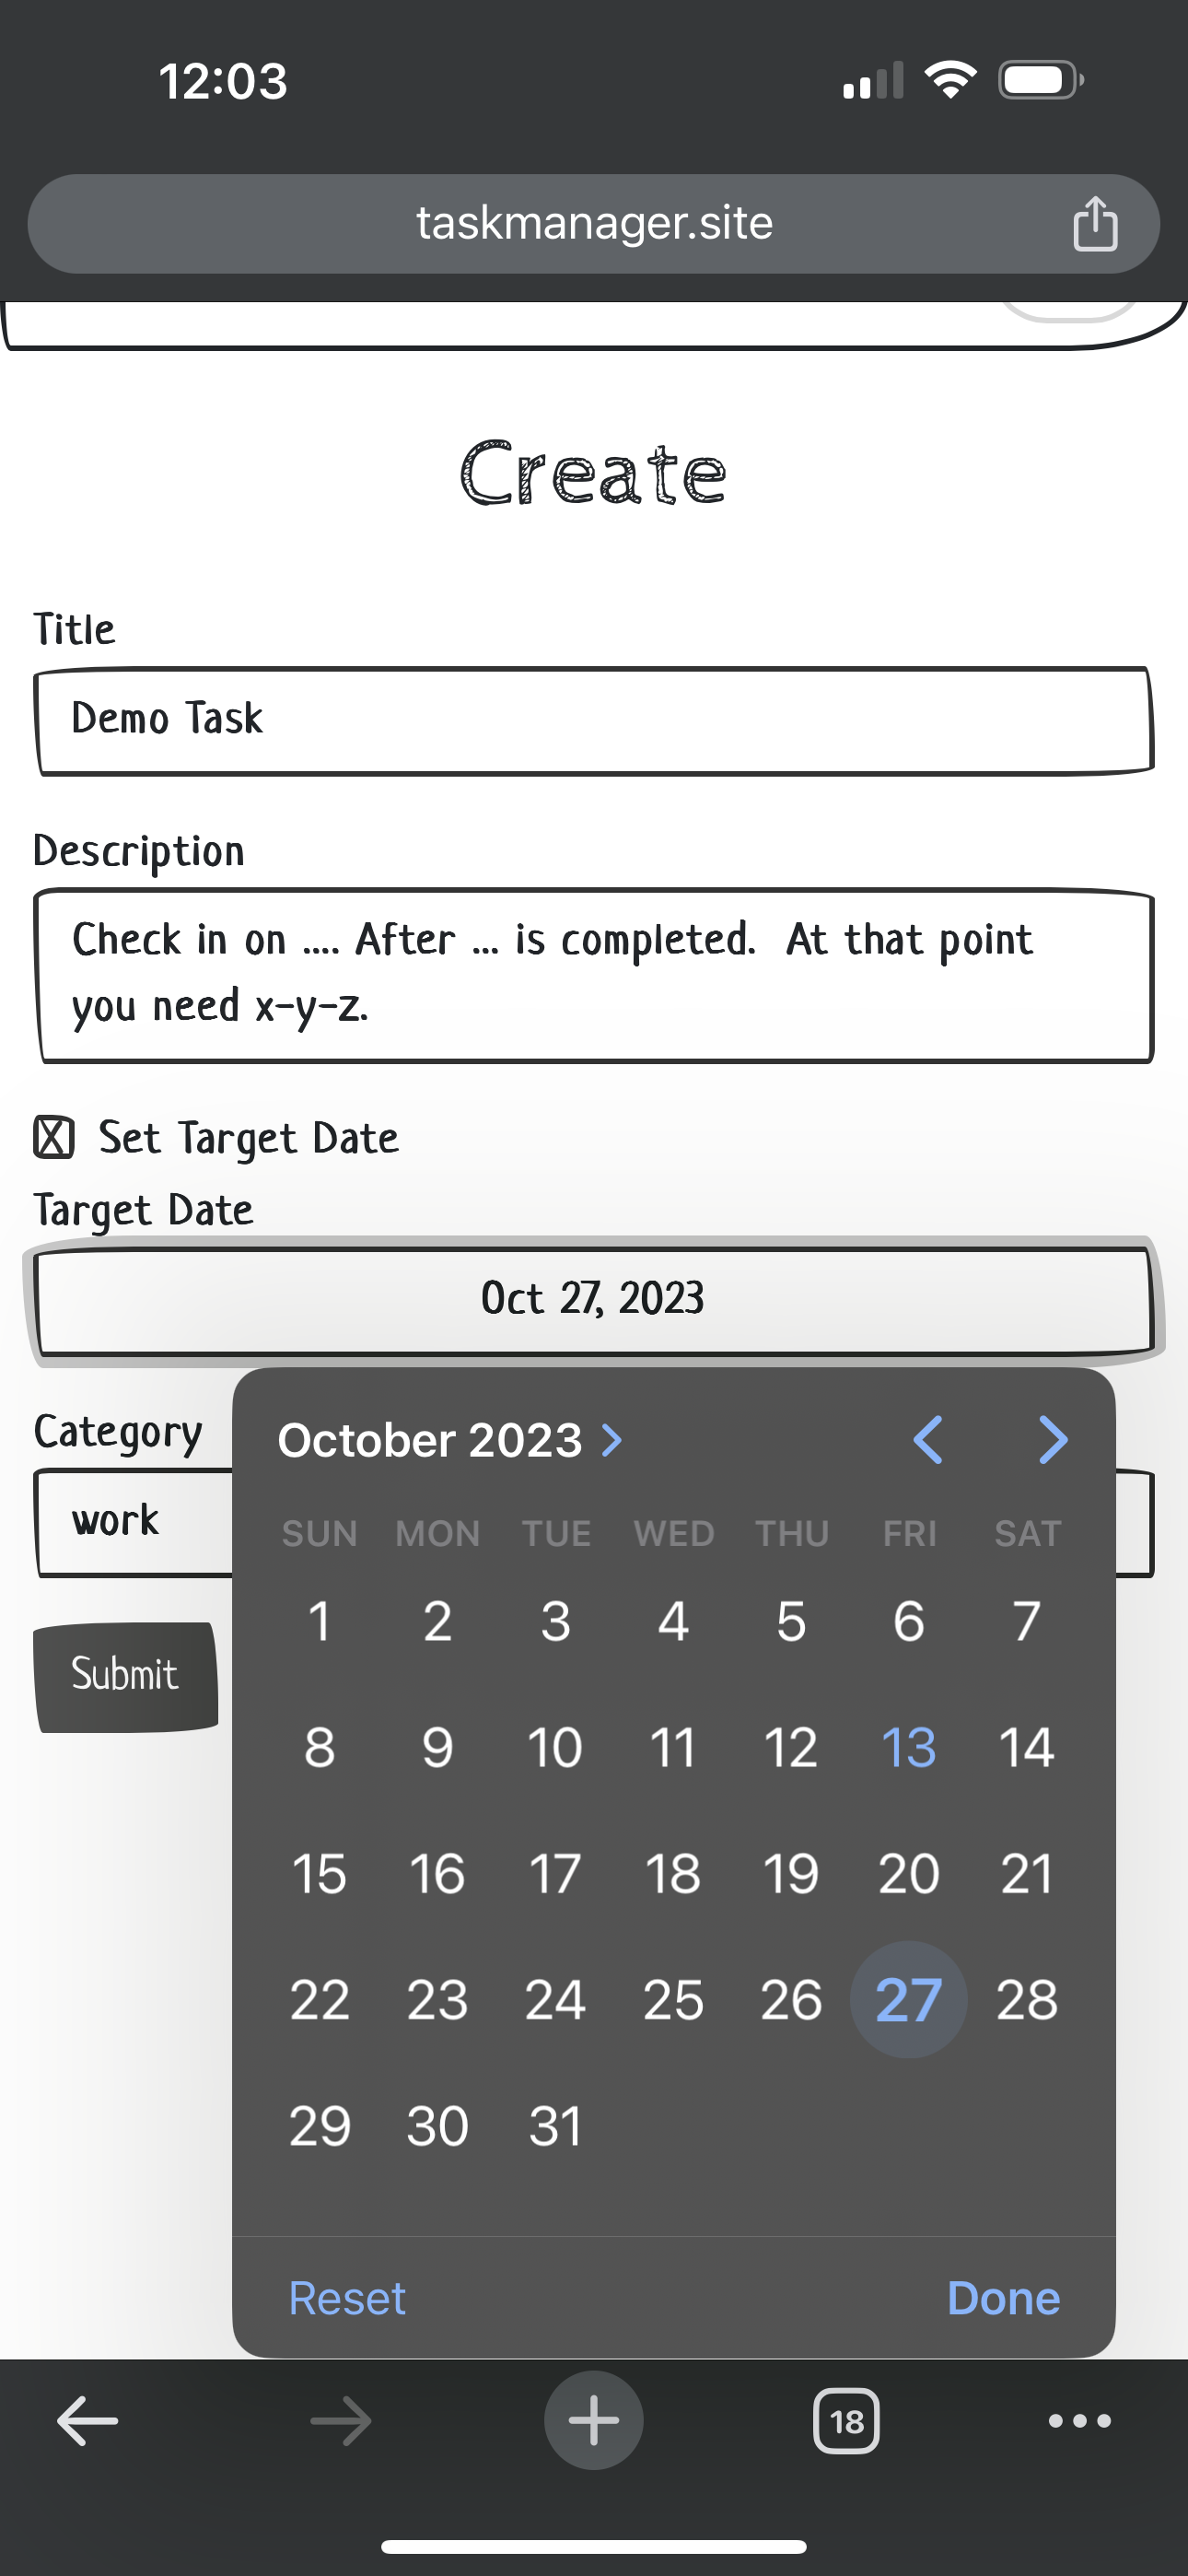 12:03
taskmanager.site
Create
Title
Demo Task
Description
Check in on .... After ... is completed.  At that point
you need x-y-z.
Set Target Date
Target Date
Oct 27, 2023
Category
work
Submit
October 2023
SUN MON TUE WED THU FRI SAT
1 2 3 4 5 6 7
8 9 10 11 12 13 14
15 16 17 18 19 20 21
22 23 24 25 26 27 28
29 30 31
Reset Done
18